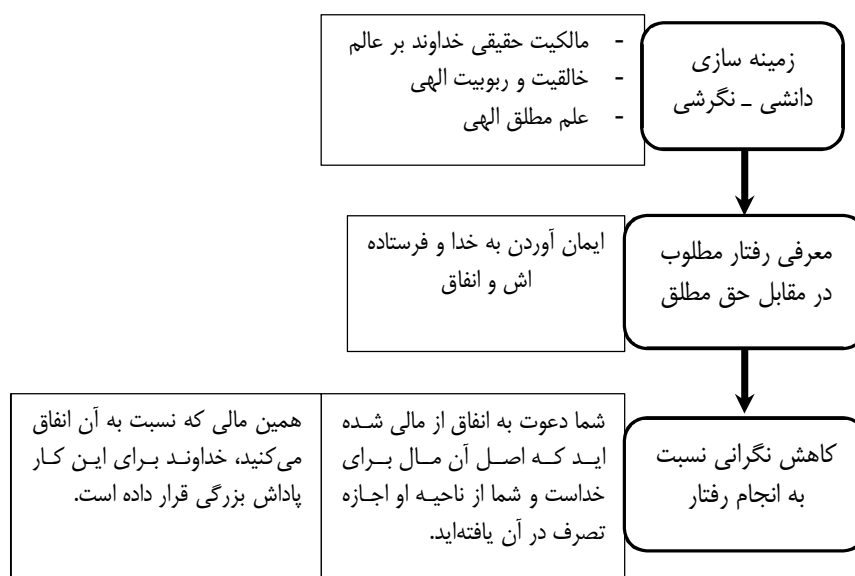 زمینه سازی
دانشی ـ نگرشی
- مالکیت حقیقی خداوند بر عالم
- خالقیت و ربوبیت الهی
- علم مطلق الهی
معرفی رفتار مطلوب
در مقابل حق مطلق
ایمان آوردن به خدا و فرستاده
اش و انفاق
کاهش نگرانی نسبت
به انجام رفتار
شما دعوت به انفاق از مالی شده
اید که اصل آن مال برای
خداست و شما از ناحیه او اجازه
تصرف در آن یافته‌اید.
همین مالی که نسبت به آن انفاق
می‌کنید، خداوند برای این کار
پاداش بزرگی قرار داده است.